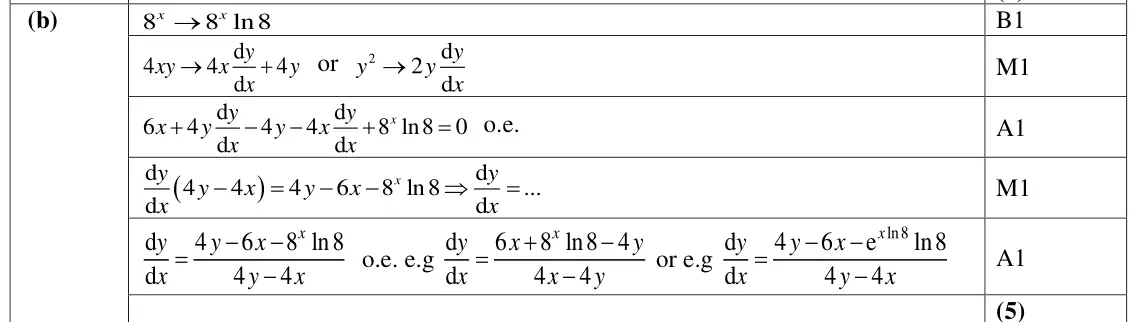 (b) 8^x → 8^x ln 8 B1
4xy → 4x dy/dx + 4y or y² → 2y dy/dx M1
6x + 4y dy/dx − 4y − 4x dy/dx + 8^x ln 8 = 0 o.e. A1
dy/dx (4y − 4x) = 4y − 6x − 8^x ln 8 ⇒ dy/dx = ... M1
dy/dx = (4y − 6x − 8^x ln 8)/(4y − 4x) o.e. e.g dy/dx = (6x + 8^x ln 8 − 4y)/(4x − 4y) or e.g dy/dx = (4y − 6x − e^(x ln 8) ln 8)/(4y − 4x) A1
(5)